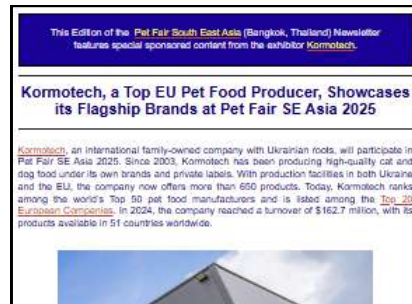 This Edition of the Pet Fair South East Asia (Bangkok, Thailand) Newsletter
features special sponsored content from the exhibitor Kormotech.
Kormotech, a Top EU Pet Food Producer, Showcases
its Flagship Brands at Pet Fair SE Asia 2025
Kormotech, an international family-owned company with Ukrainian roots, will participate in
Pet Fair SE Asia 2025. Since 2003, Kormotech has been producing high-quality cat and
dog food under its own brands and private labels. With production facilities in both Ukraine
and the EU, the company now offers more than 650 products. Today, Kormotech ranks
among the world's Top 50 pet food manufacturers and is listed among the Top 20
European Companies. In 2024, the company reached a turnover of $162.7 million, with its
products available in 51 countries worldwide.